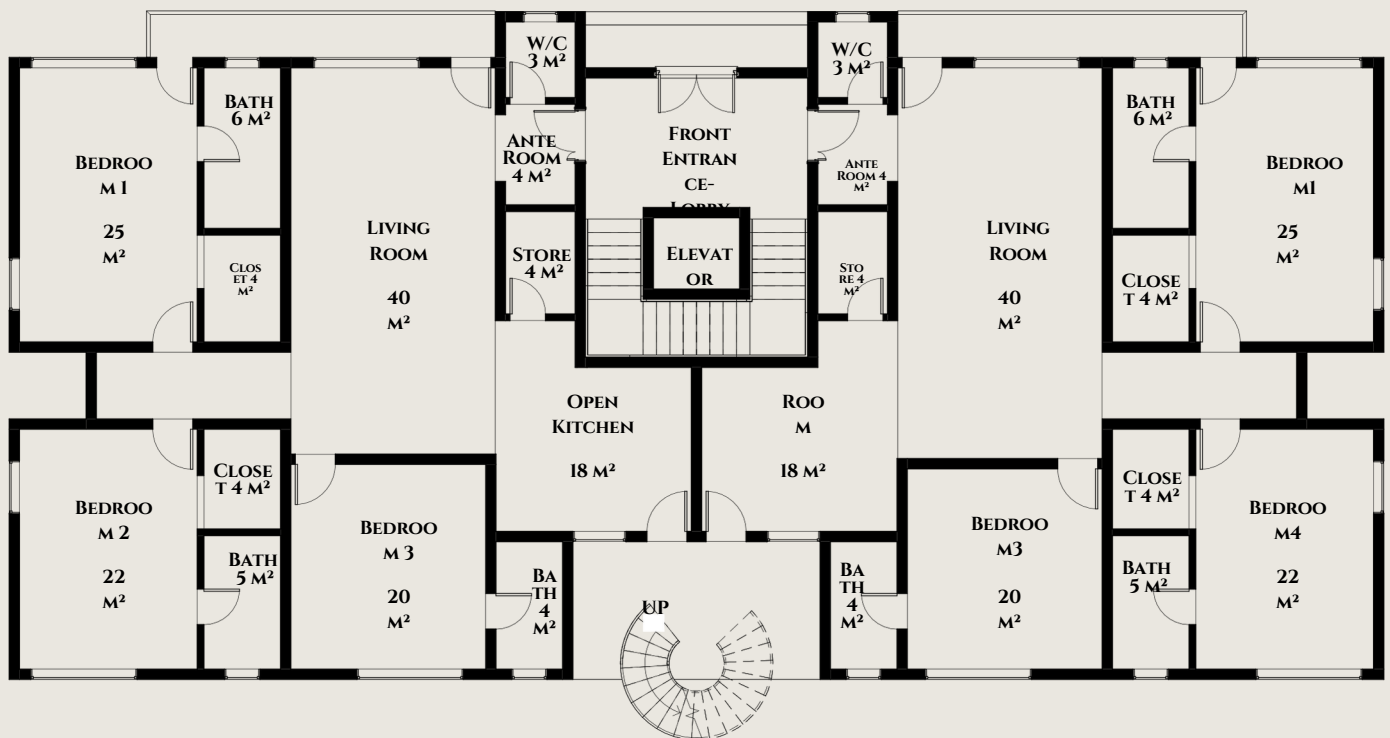 W/C
3 M²
W/C
3 M²
BATH
6 M²
BEDROO
M 1
25
M²
ANTE
ROOM
4 M²
FRONT
ENTRAN
CE-
LOBBY
ANTE
ROOM 4
M²
BATH
6 M²
BEDROO
M1
25
M²
LIVING
ROOM
40
M²
CLOS
ET 4
M²
STORE
4 M²
ELEVAT
OR
STO
RE 4
M²
LIVING
ROOM
40
M²
CLOSE
T 4 M²
OPEN
KITCHEN
18 M²
ROO
M
18 M²
BEDROO
M 2
22
M²
CLOSE
T 4 M²
BATH
5 M²
BEDROO
M 3
20
M²
BA
TH
4
M²
UP
BA
TH
4
M²
BEDROO
M3
20
M²
CLOSE
T 4 M²
BATH
5 M²
BEDROO
M4
22
M²